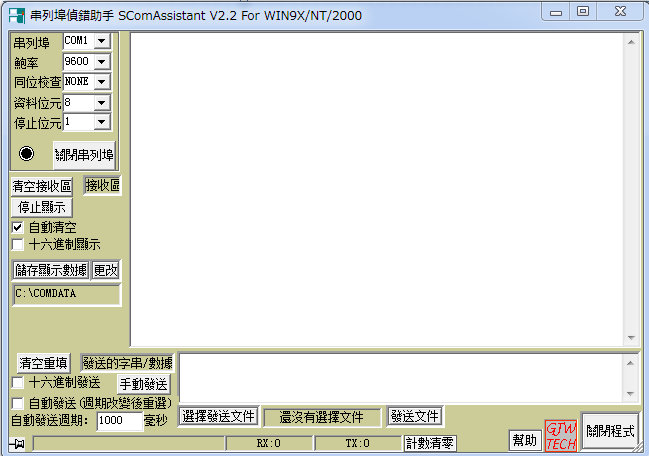 串列埠偵錯助手 SComAssistant V2.2 For WIN9X/NT/2000
串列埠 COM1
鮑率 9600
同位檢查 NONE
資料位元 8
停止位元 1
關閉串列埠
清空接收區 接收區
停止顯示
自動清空
十六進制顯示
儲存顯示數據 更改
C:\COMDATA
清空重填 發送的字串/數據
十六進制發送 手動發送
自動發送(週期改變後重選)
自動發送週期: 1000 毫秒
選擇發送文件 還沒有選擇文件 發送文件
RX:0 TX:0 計數清零 幫助 GJW TECH 關閉程式